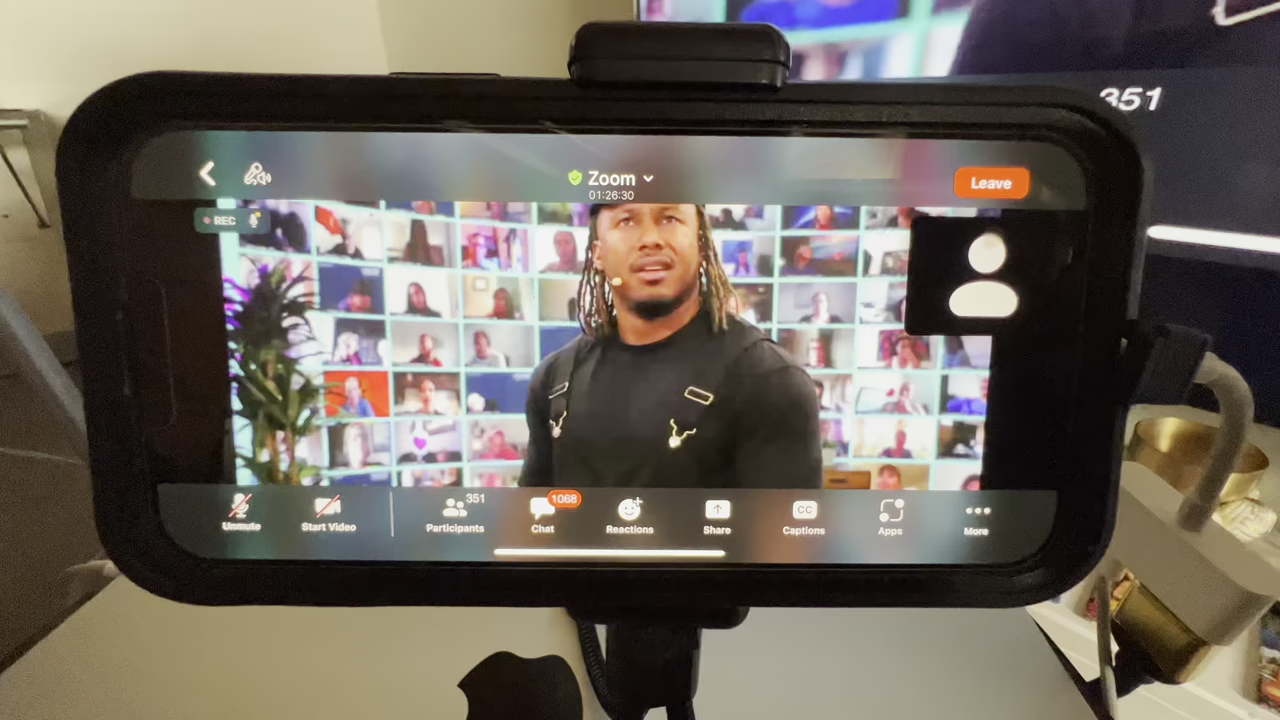 351
Zoom
Leave
01:26:30
REC
351
1068
Unmute
Start Video
Participants
Chat
Reactions
Share
CC
Captions
Apps
More